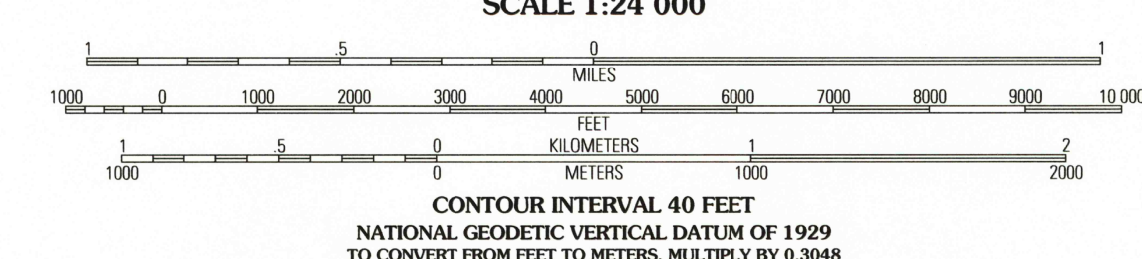 SCALE 1:24 000
1 .5 0 1
MILES
1000 0 1000 2000 3000 4000 5000 6000 7000 8000 9000 10 000
FEET
1 .5 0 KILOMETERS 1 2
1000 0 METERS 1000 2000
CONTOUR INTERVAL 40 FEET
NATIONAL GEODETIC VERTICAL DATUM OF 1929
TO CONVERT FROM FEET TO METERS, MULTIPLY BY 0.3048